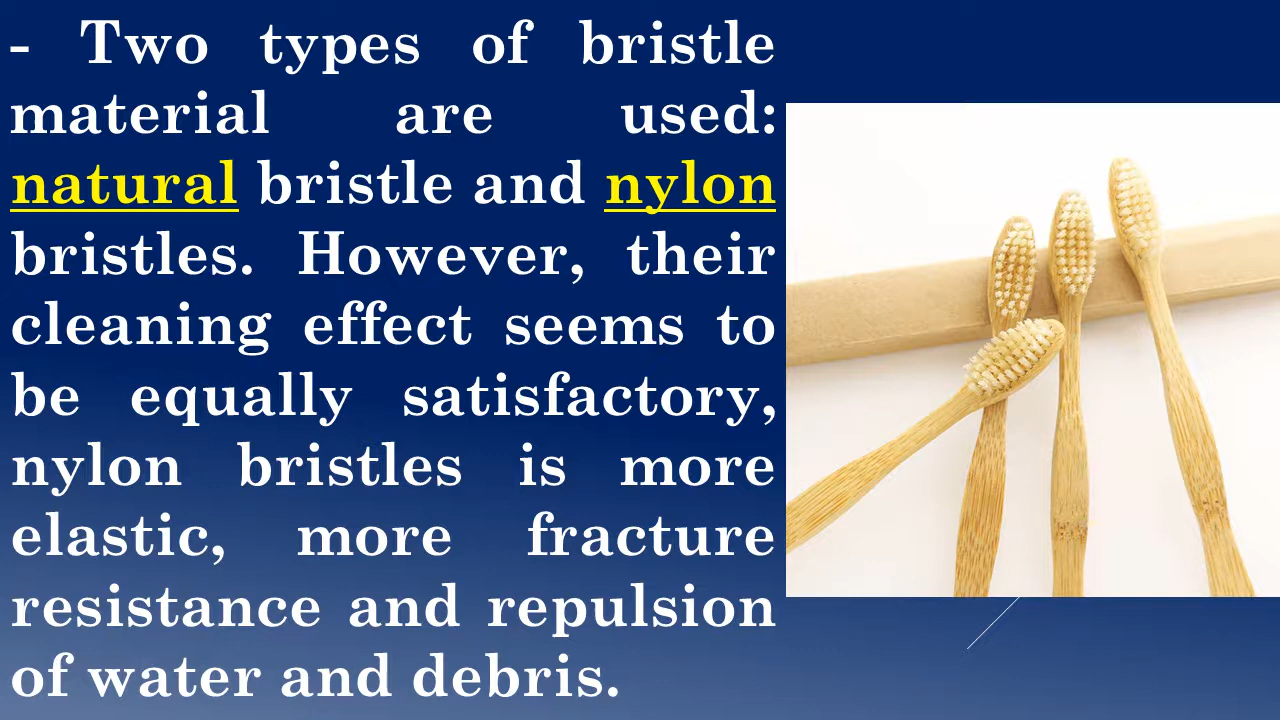 - Two types of bristle
material are used:
natural bristle and nylon
bristles. However, their
cleaning effect seems to
be equally satisfactory,
nylon bristles is more
elastic, more fracture
resistance and repulsion
of water and debris.